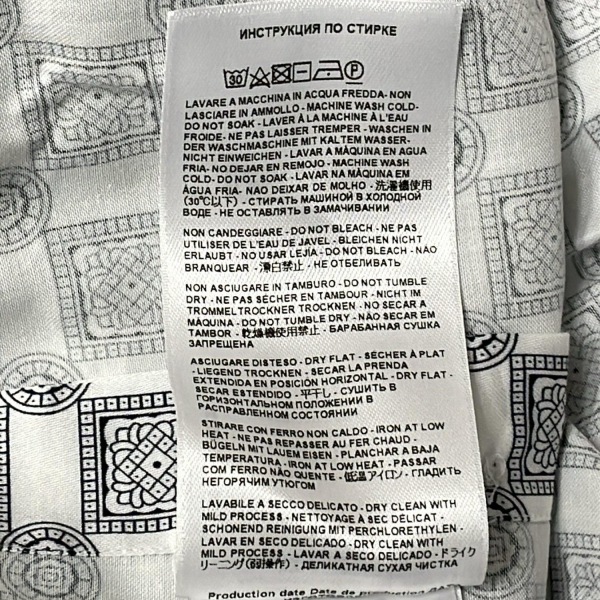 ИНСТРУКЦИЯ ПО СТИРКЕ
30 P
LAVARE A MACCHINA IN ACQUA FREDDA- NON
LASCIARE IN AMMOLLO - MACHINE WASH COLD-
DO NOT SOAK - LAVER À LA MACHINE À L'EAU
FROIDE- NE PAS LAISSER TREMPER - WASCHEN IN
DER WASCHMASCHINE MIT KALTEM WASSER-
NICHT EINWEICHEN - LAVAR A MÁQUINA EN AGUA
FRIA- NO DEJAR EN REMOJO - MACHINE WASH
COLD- DO NOT SOAK - LAVAR NA MÁQUINA EM
ÁGUA FRIA- NAO DEIXAR DE MOLHO - 洗濯機使用
(30℃以下) - СТИРАТЬ МАШИНОЙ В ХОЛОДНОЙ
ВОДЕ - НЕ ОСТАВЛЯТЬ В ЗАМАЧИВАНИИ
NON CANDEGGIARE - DO NOT BLEACH - NE PAS
UTILISER DE L'EAU DE JAVEL - BLEICHEN NICHT
ERLAUBT - NO USAR LEJÍA - DO NOT BLEACH - NÃO
BRANQUEAR - 漂白禁止 - НЕ ОТБЕЛИВАТЬ
NON ASCIUGARE IN TAMBURO - DO NOT TUMBLE
DRY - NE PAS SÉCHER EN TAMBOUR - NICHT IM
TROMMELTROCKNER TROCKNEN - NO SECAR A
MÁQUINA - DO NOT TUMBLE DRY - NÃO SECAR EM
TAMBOR - 乾燥機使用禁止 - БАРАБАННАЯ СУШКА
ЗАПРЕЩЕНА
ASCIUGARE DISTESO - DRY FLAT - SÉCHER À PLAT
- LIEGEND TROCKNEN - SECAR LA PRENDA
EXTENDIDA EN POSICIÓN HORIZONTAL - DRY FLAT -
SECAR ESTENDIDO - 平干し - СУШИТЬ В
ГОРИЗОНТАЛЬНОМ ПОЛОЖЕНИИ В
РАСПРАВЛЕННОМ СОСТОЯНИИ
STIRARE CON FERRO NON CALDO - IRON AT LOW
HEAT - NE PAS REPASSER AU FER CHAUD -
BÜGELN MIT LAUEM EISEN - PLANCHAR A BAJA
TEMPERATURA - IRON AT LOW HEAT - PASSAR
COM FERRO NÃO QUENTE - 低温アイロン - ГЛАДИТЬ
НЕГОРЯЧИМ УТЮГОМ
LAVABILE A SECCO DELICATO - DRY CLEAN WITH
MILD PROCESS - NETTOYAGE À SEC DÉLICAT -
SCHONEND REINIGUNG MIT PERCHLORETHYLEN -
LAVAR EN SECO DELICADO - DRY CLEAN WITH
MILD PROCESS - LAVAR A SECO DELICADO - ドライク
リーニング(弱操作) - ДЕЛИКАТНАЯ СУХАЯ ЧИСТКА
Production date Date de production